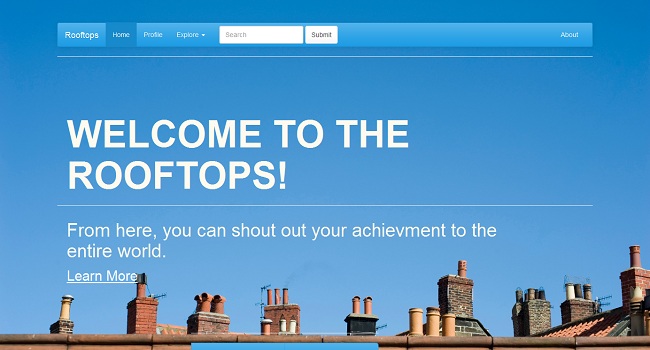 Rooftops Home Profile Explore Search Submit About
WELCOME TO THE
ROOFTOPS!
From here, you can shout out your achievment to the
entire world.
Learn More